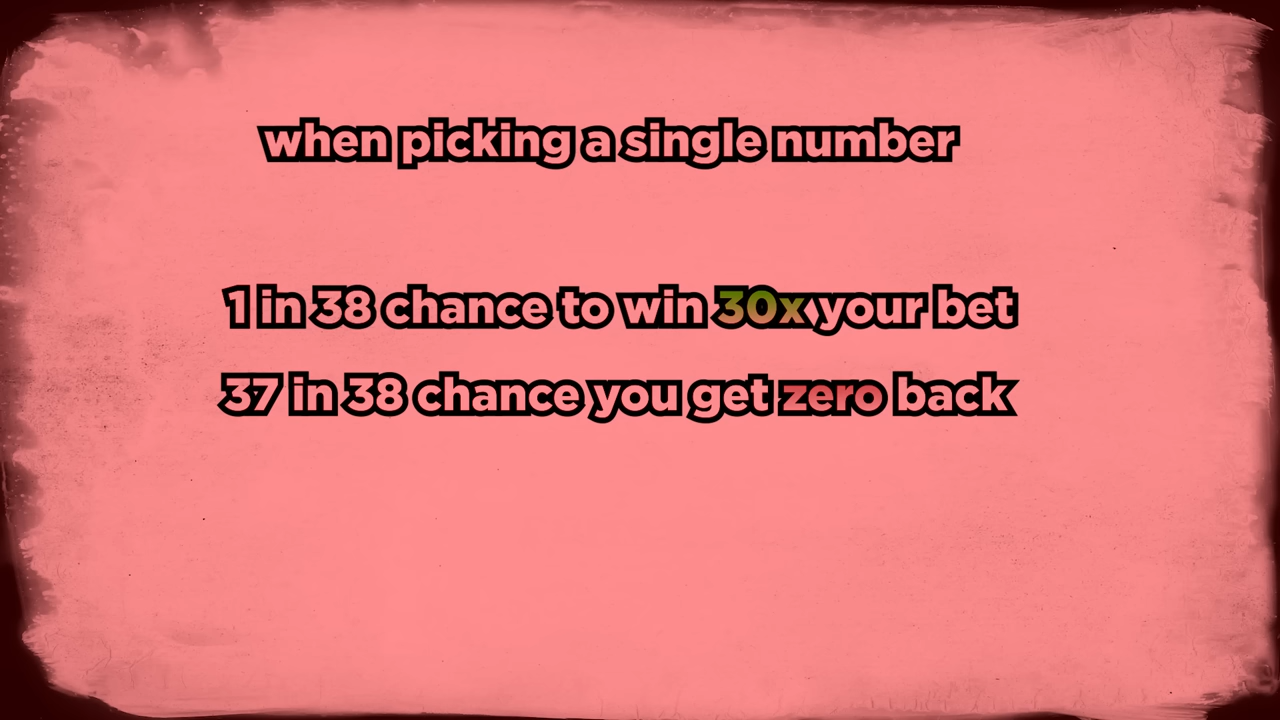 when picking a single number
1 in 38 chance to win 30x your bet
37 in 38 chance you get zero back